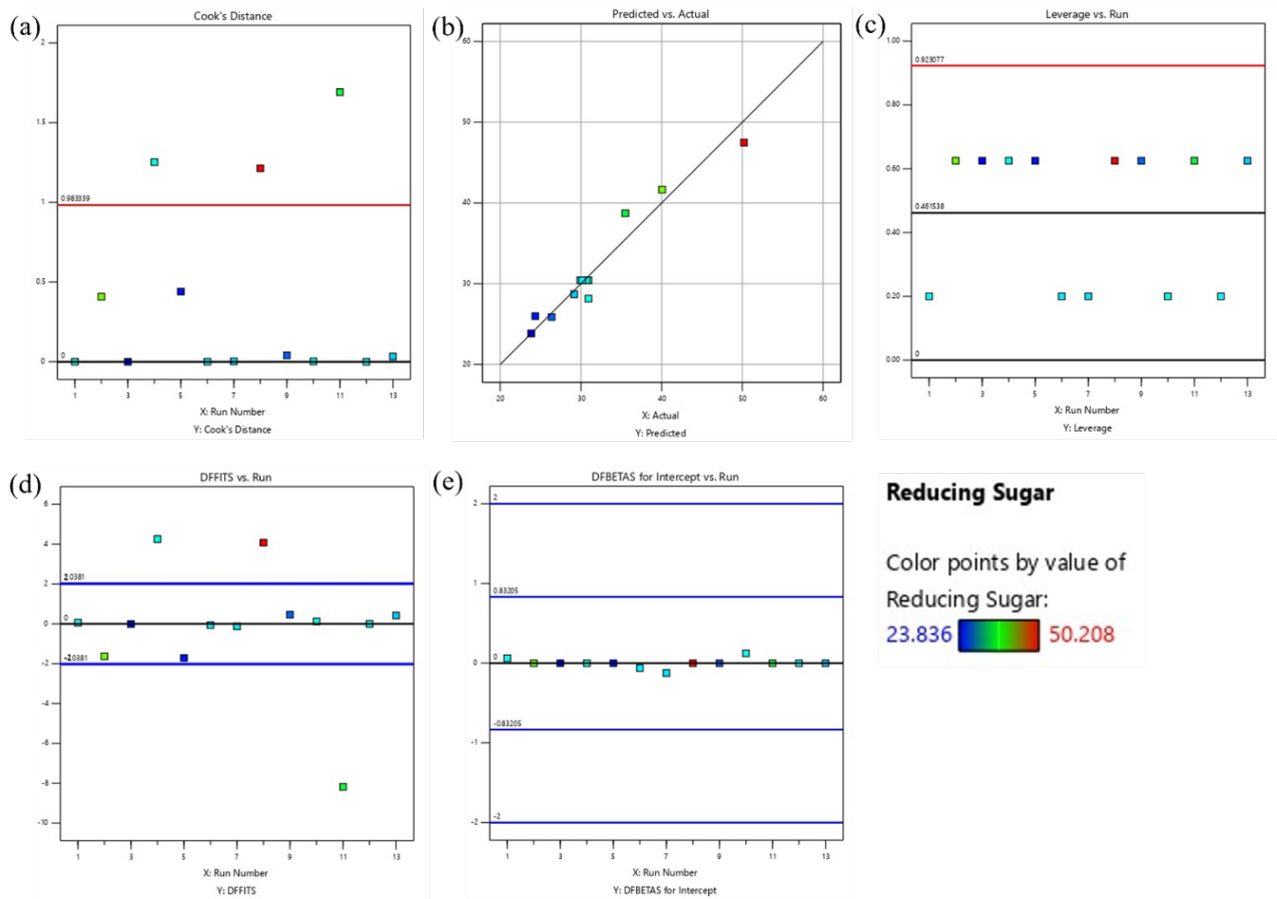 (a)
Cook's Distance
2
1.5
1
0.5
0
0.983339
0
1 3 5 7 9 11 13
X: Run Number
Y: Cook's Distance
(b)
Predicted vs. Actual
60
50
40
30
20
20 30 40 50 60
X: Actual
Y: Predicted
(c)
Leverage vs. Run
1.00
0.80
0.60
0.40
0.20
0.00
0.923077
0.461538
0
1 3 5 7 9 11 13
X: Run Number
Y: Leverage
(d)
DFFITS vs. Run
6
4
2
0
-2
-4
-6
-8
-10
2.0381
0
-2.0381
1 3 5 7 9 11 13
X: Run Number
Y: DFFITS
(e)
DFBETAS for Intercept vs. Run
2
1
0
-1
-2
2
0.83205
0
-0.83205
-2
1 3 5 7 9 11 13
X: Run Number
Y: DFBETAS for Intercept
Reducing Sugar
Color points by value of
Reducing Sugar:
23.836 50.208